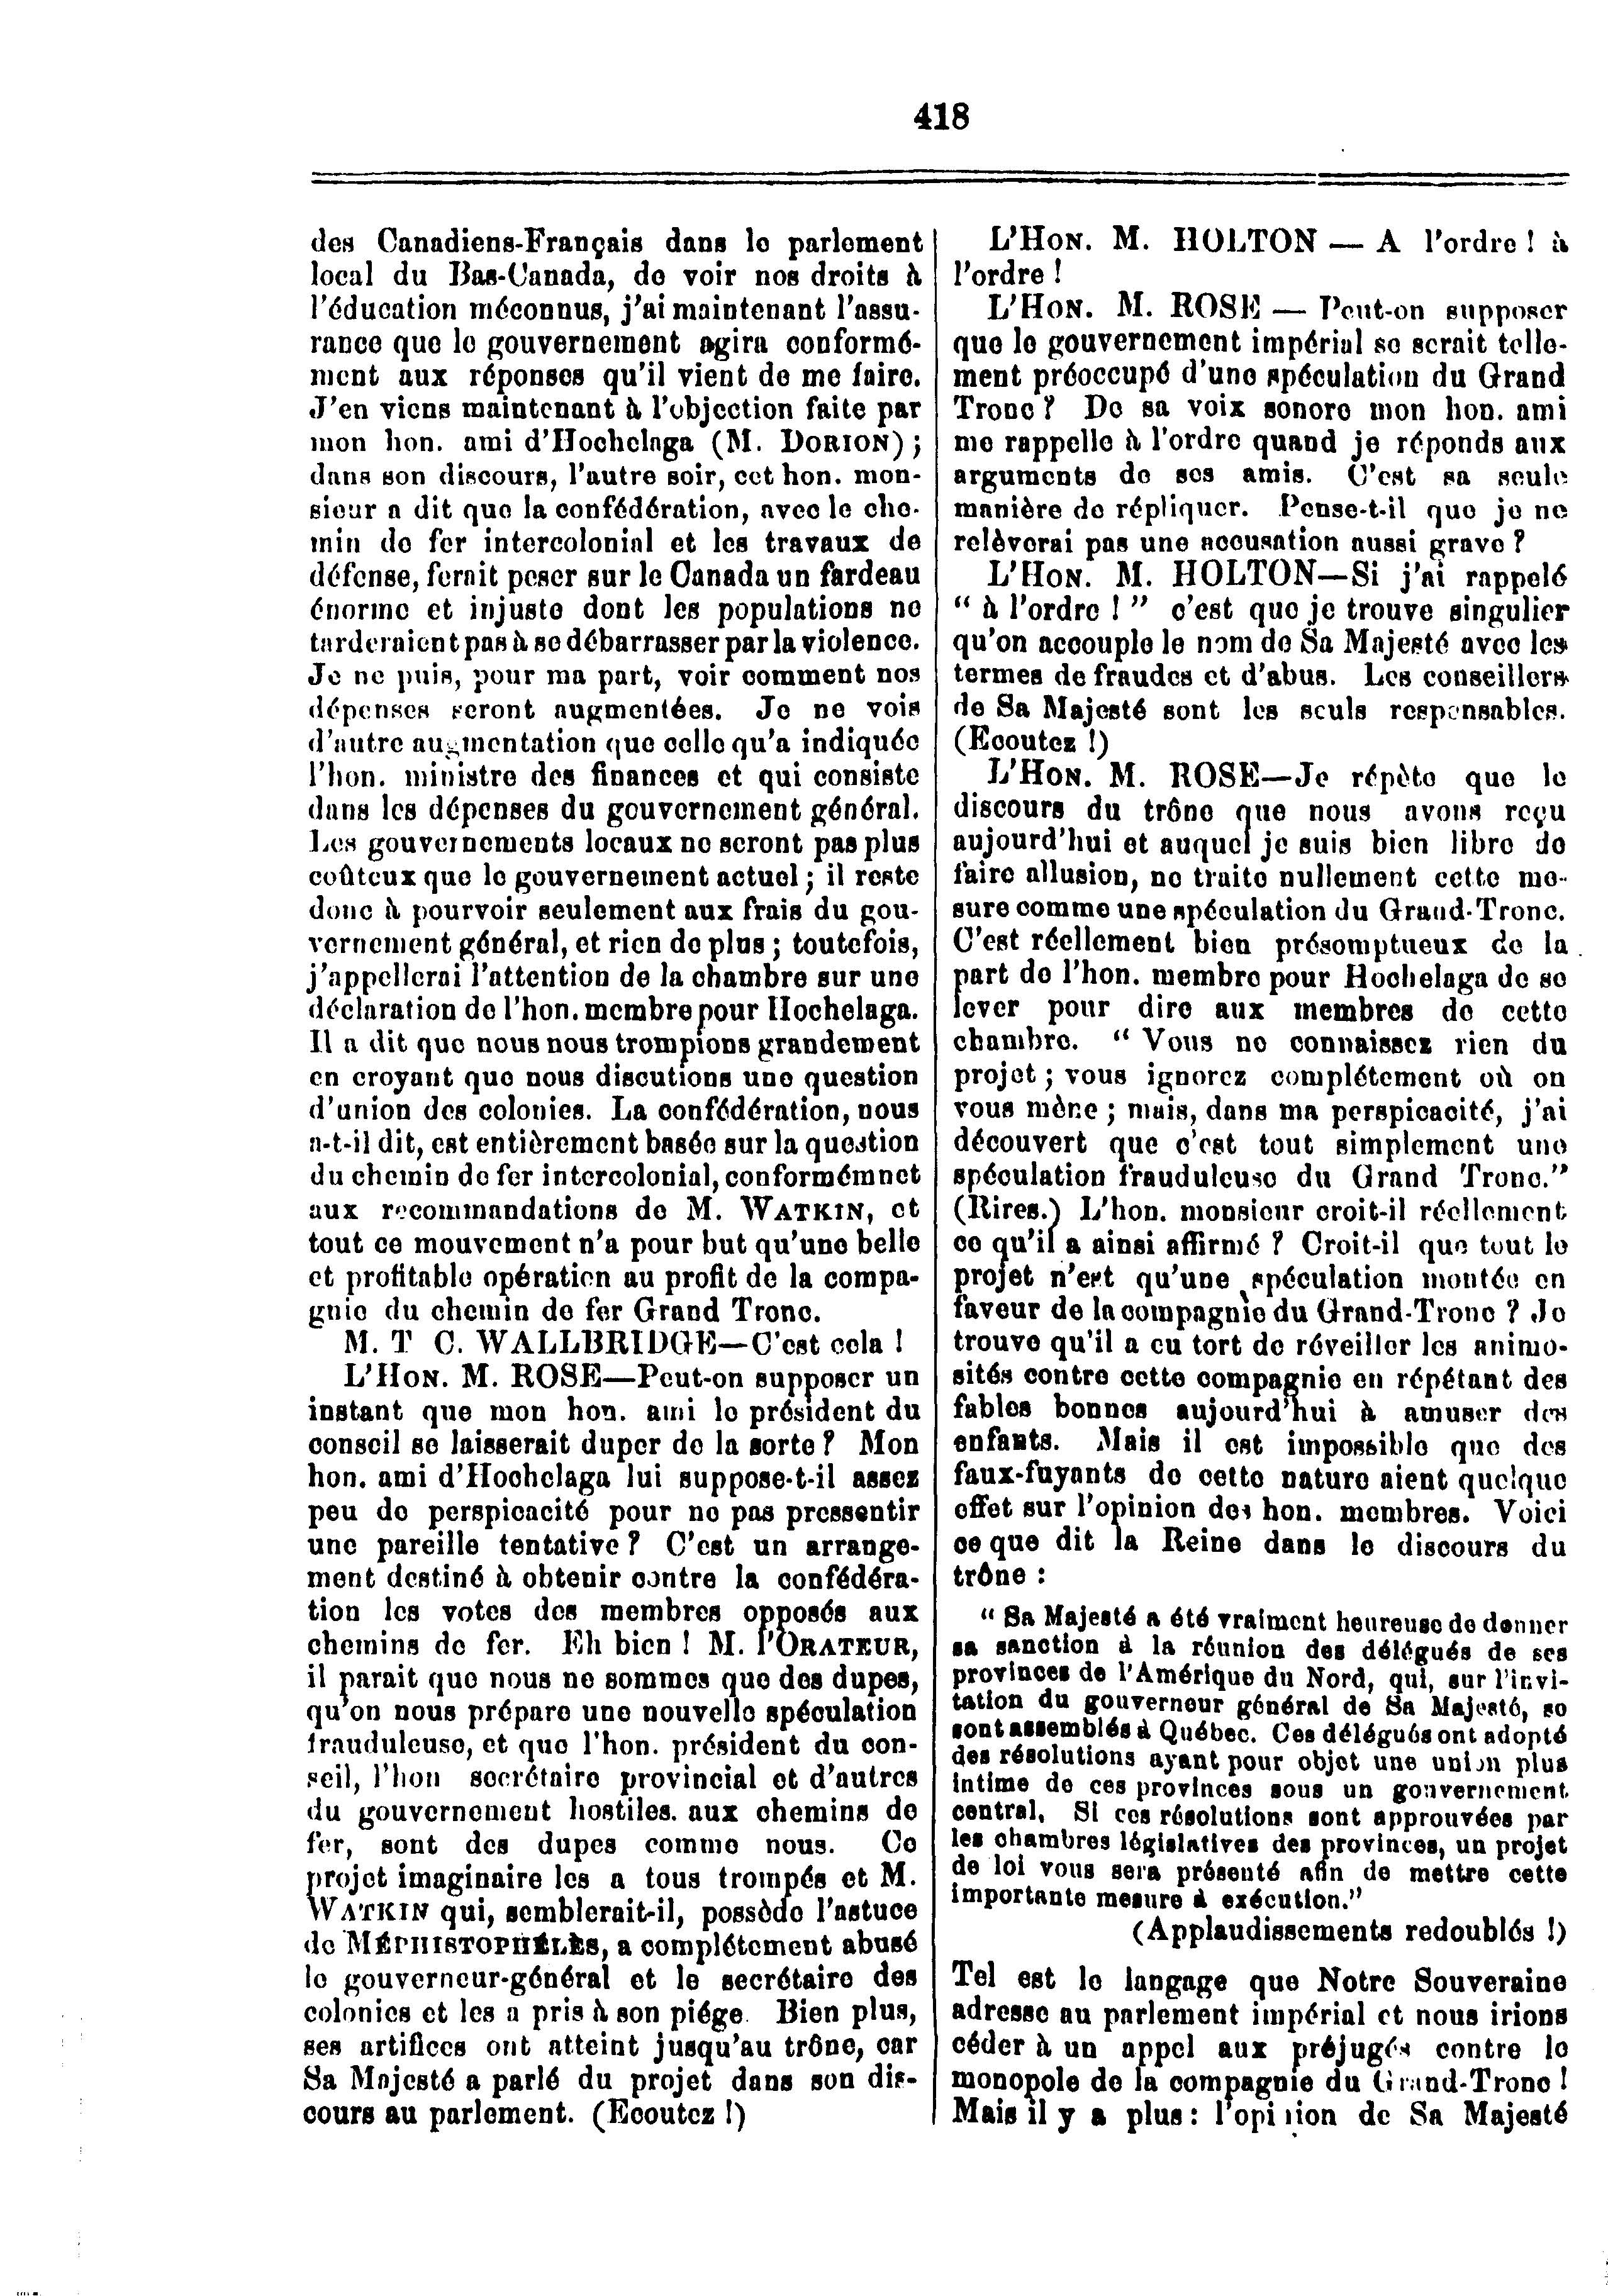 418
des Canadiens-Français dans le parlement
local du Bas-Canada, de voir nos droits à
l'éducation méconnus, j'ai maintenant l'assu-
rance que le gouvernement agira conformé-
ment aux réponses qu'il vient de me faire.
J'en viens maintenant à l'objection faite par
mon hon. ami d'Hochelaga (M. DORION) ;
dans son discours, l'autre soir, cet hon. mon-
sieur a dit que la confédération, avec le che-
min de fer intercolonial et les travaux de
défense, ferait peser sur le Canada un fardeau
énorme et injuste dont les populations ne
tarderaient pas à se débarrasser par la violence.
Je ne puis, pour ma part, voir comment nos
dépenses seront augmentées. Je ne vois
d'autre augmentation que celle qu'a indiquée
l'hon. ministre des finances et qui consiste
dans les dépenses du gouvernement général.
Les gouvernements locaux ne seront pas plus
coûteux que le gouvernement actuel ; il reste
donc à pourvoir seulement aux frais du gou-
vernement général, et rien de plus ; toutefois,
j'appellerai l'attention de la chambre sur une
déclaration de l'hon. membre pour Hochelaga.
Il a dit que nous nous trompions grandement
en croyant que nous discutions une question
d'union des colonies. La confédération, nous
a-t-il dit, est entièrement basée sur la question
du chemin de fer intercolonial, conformémnet
aux recommandations de M. WATKIN, et
tout ce mouvement n'a pour but qu'une belle
et profitable opération au profit de la compa-
gnie du chemin de fer Grand Tronc.
M. T C. WALLBRIDGE—C'est cela !
L'HON. M. ROSE—Peut-on supposer un
instant que mon hon. ami le président du
conseil se laisserait duper de la sorte ? Mon
hon. ami d'Hochelaga lui suppose-t-il assez
peu de perspicacité pour ne pas pressentir
une pareille tentative ? C'est un arrange-
ment destiné à obtenir contre la confédéra-
tion les votes des membres opposés aux
chemins de fer. Eh bien ! M. l'ORATEUR,
il parait que nous ne sommes que des dupes,
qu'on nous prépare une nouvelle spéculation
frauduleuse, et que l'hon. président du con-
seil, l'hon secrétaire provincial et d'autres
du gouvernement hostiles. aux chemins de
fer, sont des dupes comme nous. Ce
projet imaginaire les a tous trompés et M.
WATKIN qui, semblerait-il, possède l'astuce
de MÉPHISTOPHÉLÈS, a complétement abusé
le gouverneur-général et le secrétaire des
colonies et les a pris à son piége. Bien plus,
ses artifices ont atteint jusqu'au trône, car
Sa Majesté a parlé du projet dans son dis-
cours au parlement. (Ecoutez !)
L'HON. M. HOLTON — A l'ordre ! à
l'ordre !
L'HON. M. ROSE — Peut-on supposer
que le gouvernement impérial se serait telle-
ment préoccupé d'une spéculation du Grand
Tronc ? De sa voix sonore mon hon. ami
me rappelle à l'ordre quand je réponds aux
arguments de ses amis. C'est sa seule
manière de répliquer. Pense-t-il que je ne
relèverai pas une accusation aussi grave ?
L'HON. M. HOLTON—Si j'ai rappelé
“ à l'ordre ! ” c'est que je trouve singulier
qu'on accouple le nom de Sa Majesté avec les
termes de fraudes et d'abus. Les conseillers
de Sa Majesté sont les seuls responsables.
(Ecoutez !)
L'HON. M. ROSE—Je répète que le
discours du trône que nous avons reçu
aujourd'hui et auquel je suis bien libre de
faire allusion, ne traite nullement cette me-
sure comme une spéculation du Grand-Tronc.
C'est réellement bien présomptueux de la
part de l'hon. membre pour Hochelaga de se
lever pour dire aux membres de cette
chambre. “ Vous ne connaissez rien du
projet ; vous ignorez complétement où on
vous mène ; mais, dans ma perspicacité, j'ai
découvert que c'est tout simplement une
spéculation frauduleuse du Grand Tronc.”
(Rires.) L'hon. monsieur croit-il réellement
ce qu'il a ainsi affirmé ? Croit-il que tout le
projet n'est qu'une spéculation montée en
faveur de la compagnie du Grand-Tronc ? Je
trouve qu'il a eu tort de réveiller les animo-
sités contre cette compagnie en répétant des
fables bonnes aujourd'hui à amuser des
enfants. Mais il est impossible que des
faux-fuyants de cette nature aient quelque
effet sur l'opinion des hon. membres. Voici
ce que dit la Reine dans le discours du
trône :
“ Sa Majesté a été vraiment heureuse de donner
sa sanction à la réunion des délégués de ses
provinces de l'Amérique du Nord, qui, sur l'invi-
tation du gouverneur général de Sa Majesté, se
sont assemblés à Québec. Ces délégués ont adopté
des résolutions ayant pour objet une union plus
intime de ces provinces sous un gouvernement
central. Si ces résolutions sont approuvées par
les chambres législatives des provinces, un projet
de loi vous sera présenté afin de mettre cette
importante mesure à exécution.”
(Applaudissements redoublés !)
Tel est le langage que Notre Souveraine
adresse au parlement impérial et nous irions
céder à un appel aux préjugés contre le
monopole de la compagnie du Grand-Tronc !
Mais il y a plus : l'opinion de Sa Majesté